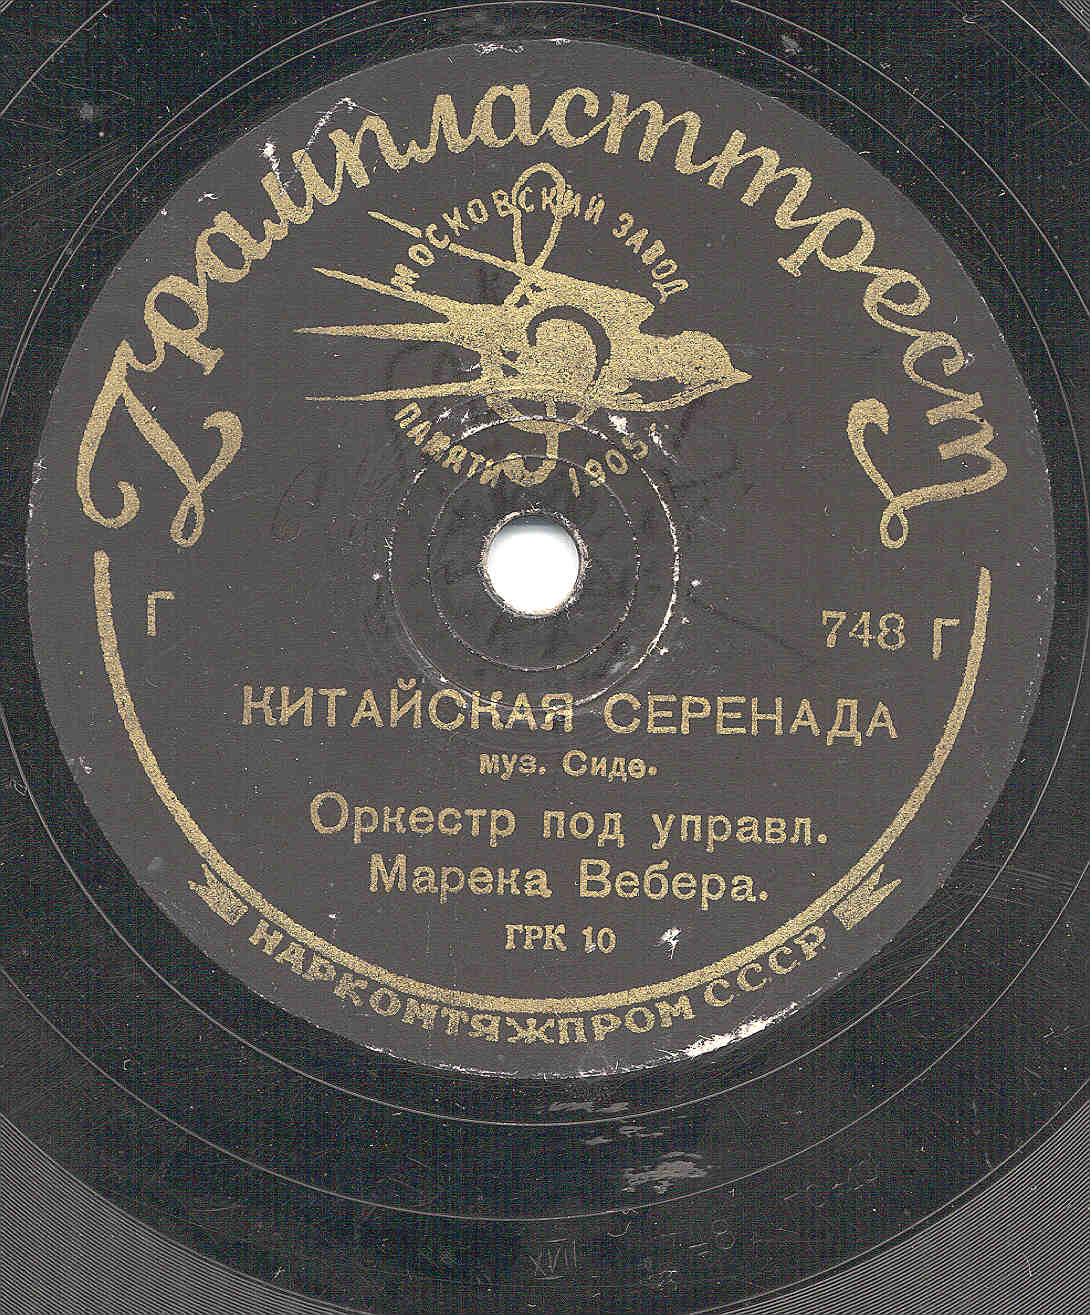 Грампласттрест
МОСКОВСКИЙ ЗАВОД
ПАМЯТИ 1905 г.
Г
748 Г
КИТАЙСКАЯ СЕРЕНАДА
муз. Сиде.
Оркестр под управл.
Марека Вебера.
ГРК 10
НАРКОМТЯЖПРОМ СССР
XVII